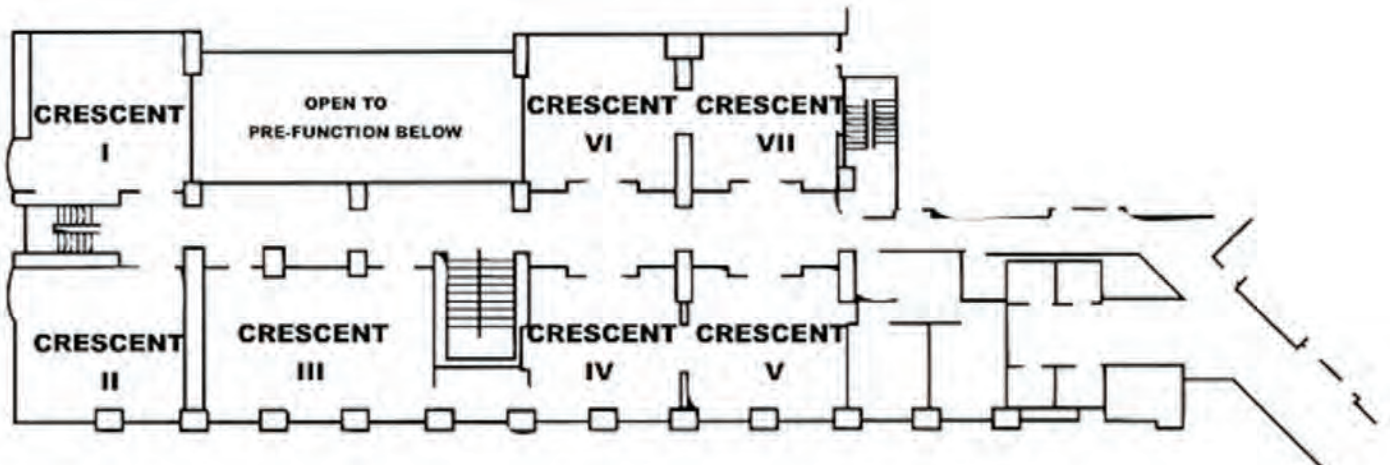 CRESCENT
I
OPEN TO
PRE-FUNCTION BELOW
CRESCENT
VI
CRESCENT
VII
CRESCENT
II
CRESCENT
III
CRESCENT
IV
CRESCENT
V